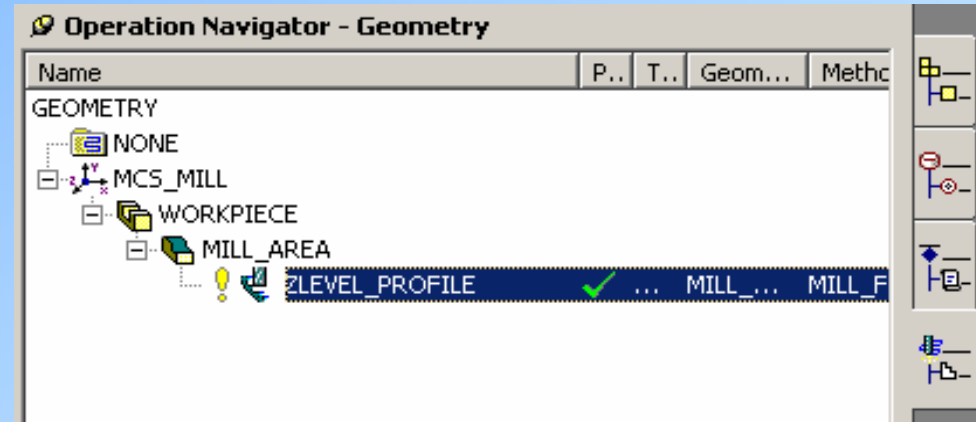 Operation Navigator - Geometry
Name P.. T.. Geom... Metho
GEOMETRY
NONE
MCS_MILL
WORKPIECE
MILL_AREA
ZLEVEL_PROFILE ... MILL_... MILL_F